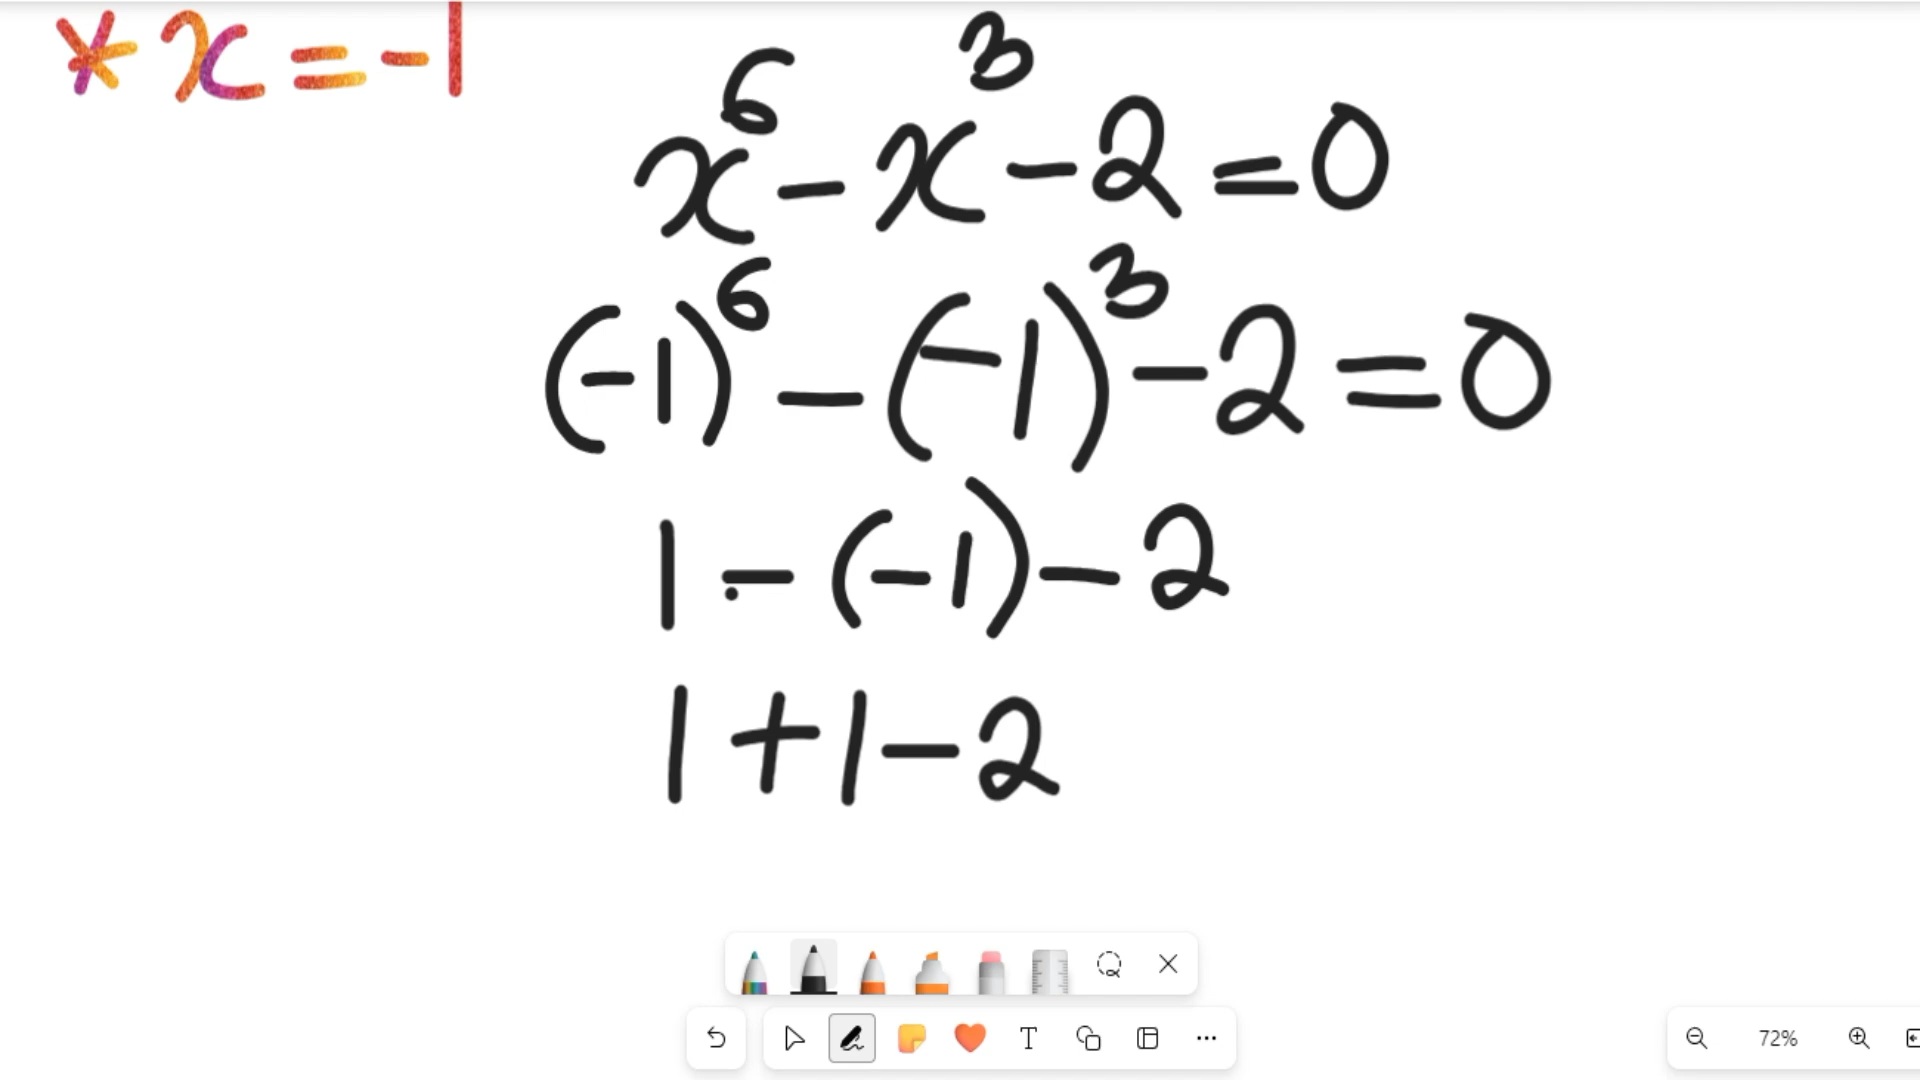 * x = -1
x⁶ - x³ - 2 = 0
(-1)⁶ - (-1)³ - 2 = 0
1 - (-1) - 2
1 + 1 - 2
T
72%